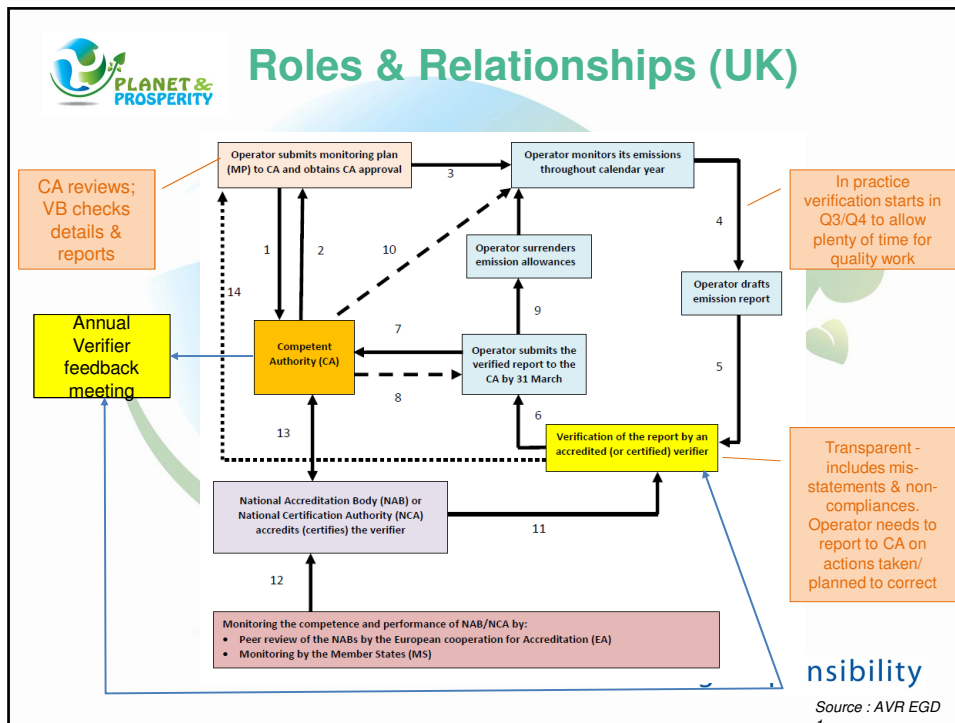 PLANET &
PROSPERITY
Roles & Relationships (UK)
Operator submits monitoring plan
(MP) to CA and obtains CA approval
3
Operator monitors its emissions
throughout calendar year
CA reviews;
VB checks
details &
reports
1
2
10
14
4
In practice
verification starts in
Q3/Q4 to allow
plenty of time for
quality work
Operator surrenders
emission allowances
Operator drafts
emission report
Annual
Verifier
feedback
meeting
Competent
Authority (CA)
7
8
9
Operator submits the
verified report to the
CA by 31 March
5
6
13
Verification of the report by an
accredited (or certified) verifier
Transparent -
includes mis-
statements & non-
compliances.
Operator needs to
report to CA on
actions taken/
planned to correct
National Accreditation Body (NAB) or
National Certification Authority (NCA)
accredits (certifies) the verifier
11
12
Monitoring the competence and performance of NAB/NCA by:
• Peer review of the NABs by the European cooperation for Accreditation (EA)
• Monitoring by the Member States (MS)
nsibility
Source : AVR EGD